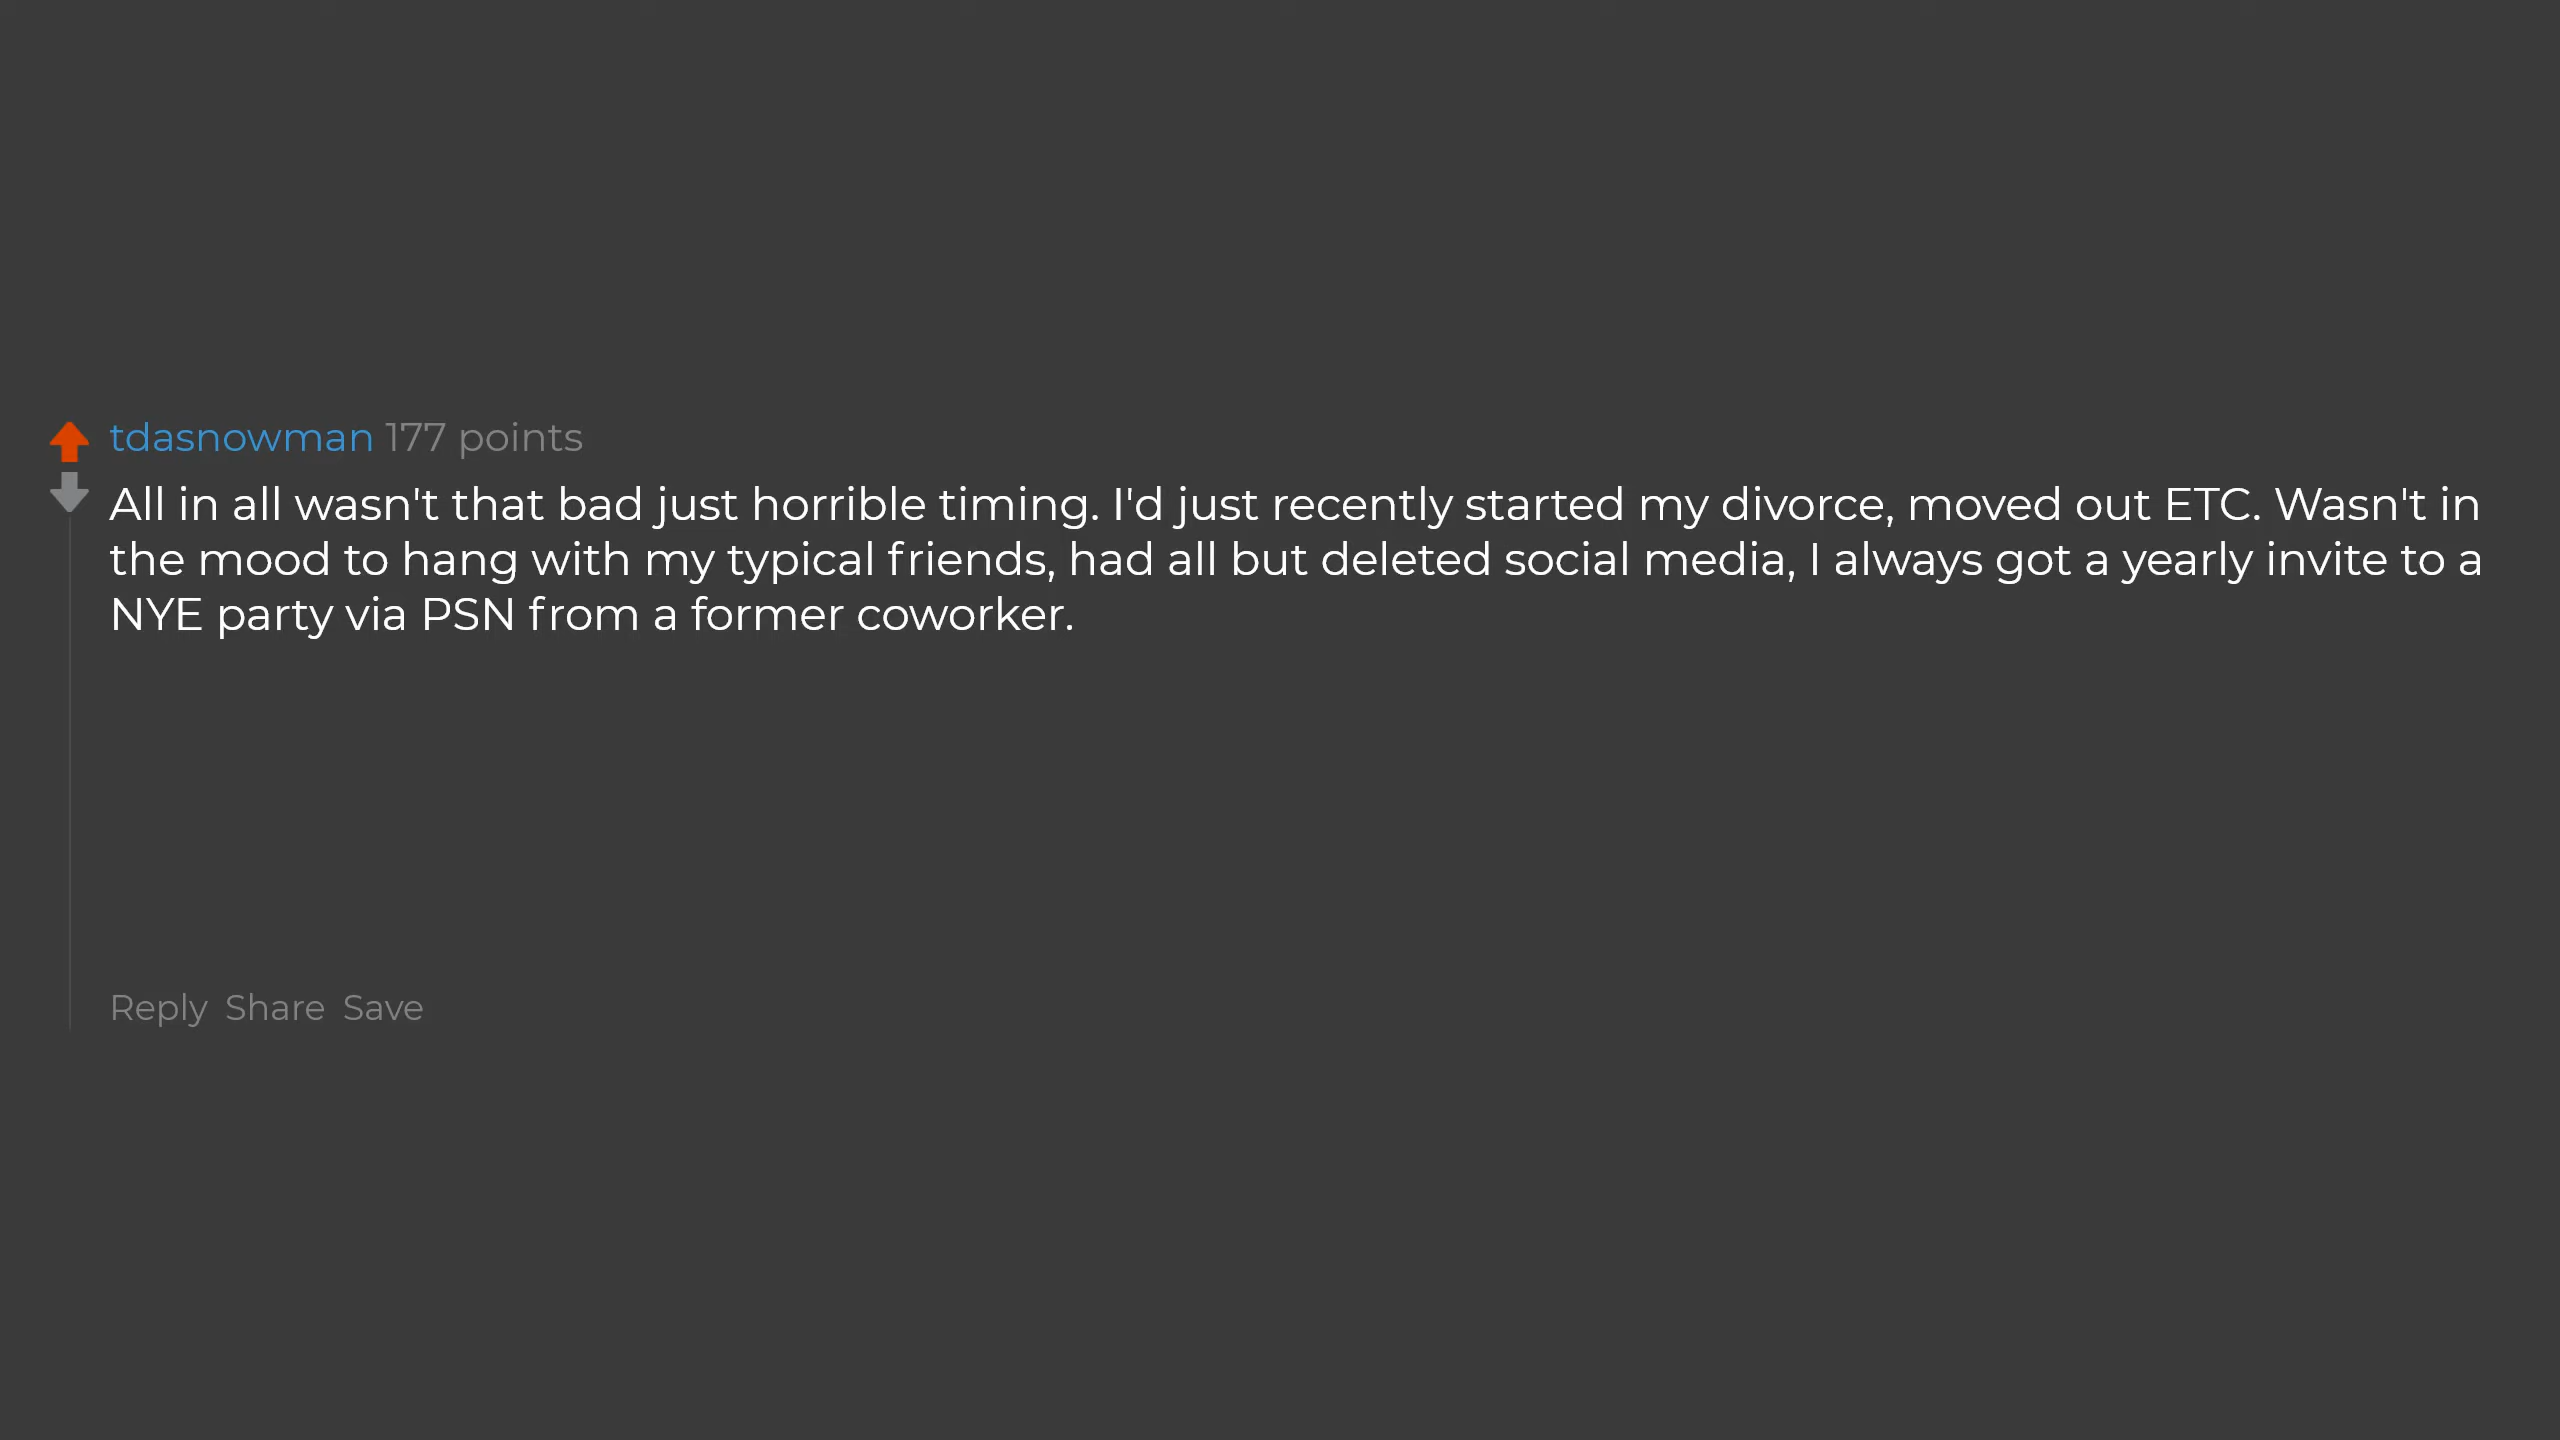 tdasnowman 177 points
All in all wasn't that bad just horrible timing. I'd just recently started my divorce, moved out ETC. Wasn't in
the mood to hang with my typical friends, had all but deleted social media, I always got a yearly invite to a
NYE party via PSN from a former coworker.
Reply Share Save